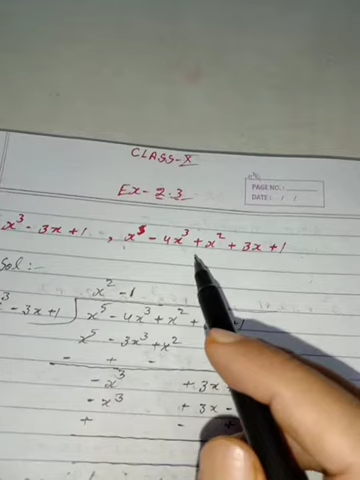 CLASS-X
PAGE NO.:
DATE: / /
Ex- 2.3
x³ - 3x + 1 , x⁵ - 4x³ + x² + 3x + 1
Sol:-
x² - 1
x³ - 3x + 1 ) x⁵ - 4x³ + x² +
x⁵ - 3x³ + x²
- + -
- x³ + 3x
- x³ + 3x -
+ - +